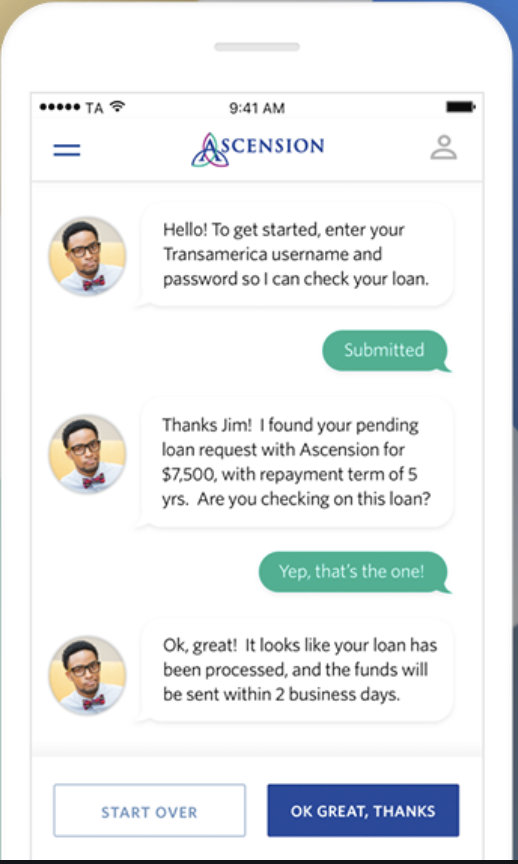 TA 9:41 AM
ASCENSION
Hello! To get started, enter your
Transamerica username and
password so I can check your loan.
Submitted
Thanks Jim!  I found your pending
loan request with Ascension for
$7,500, with repayment term of 5
yrs.  Are you checking on this loan?
Yep, that's the one!
Ok, great!  It looks like your loan has
been processed, and the funds will
be sent within 2 business days.
START OVER
OK GREAT, THANKS